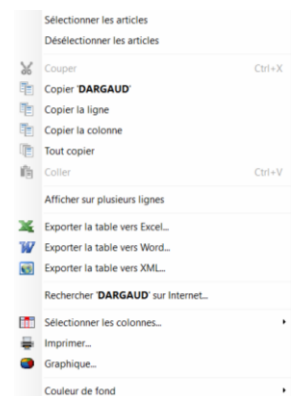 Sélectionner les articles
Désélectionner les articles
Couper Ctrl+X
Copier 'DARGAUD'
Copier la ligne
Copier la colonne
Tout copier
Coller Ctrl+V
Afficher sur plusieurs lignes
Exporter la table vers Excel...
Exporter la table vers Word...
Exporter la table vers XML...
Rechercher 'DARGAUD' sur Internet...
Sélectionner les colonnes...
Imprimer...
Graphique...
Couleur de fond